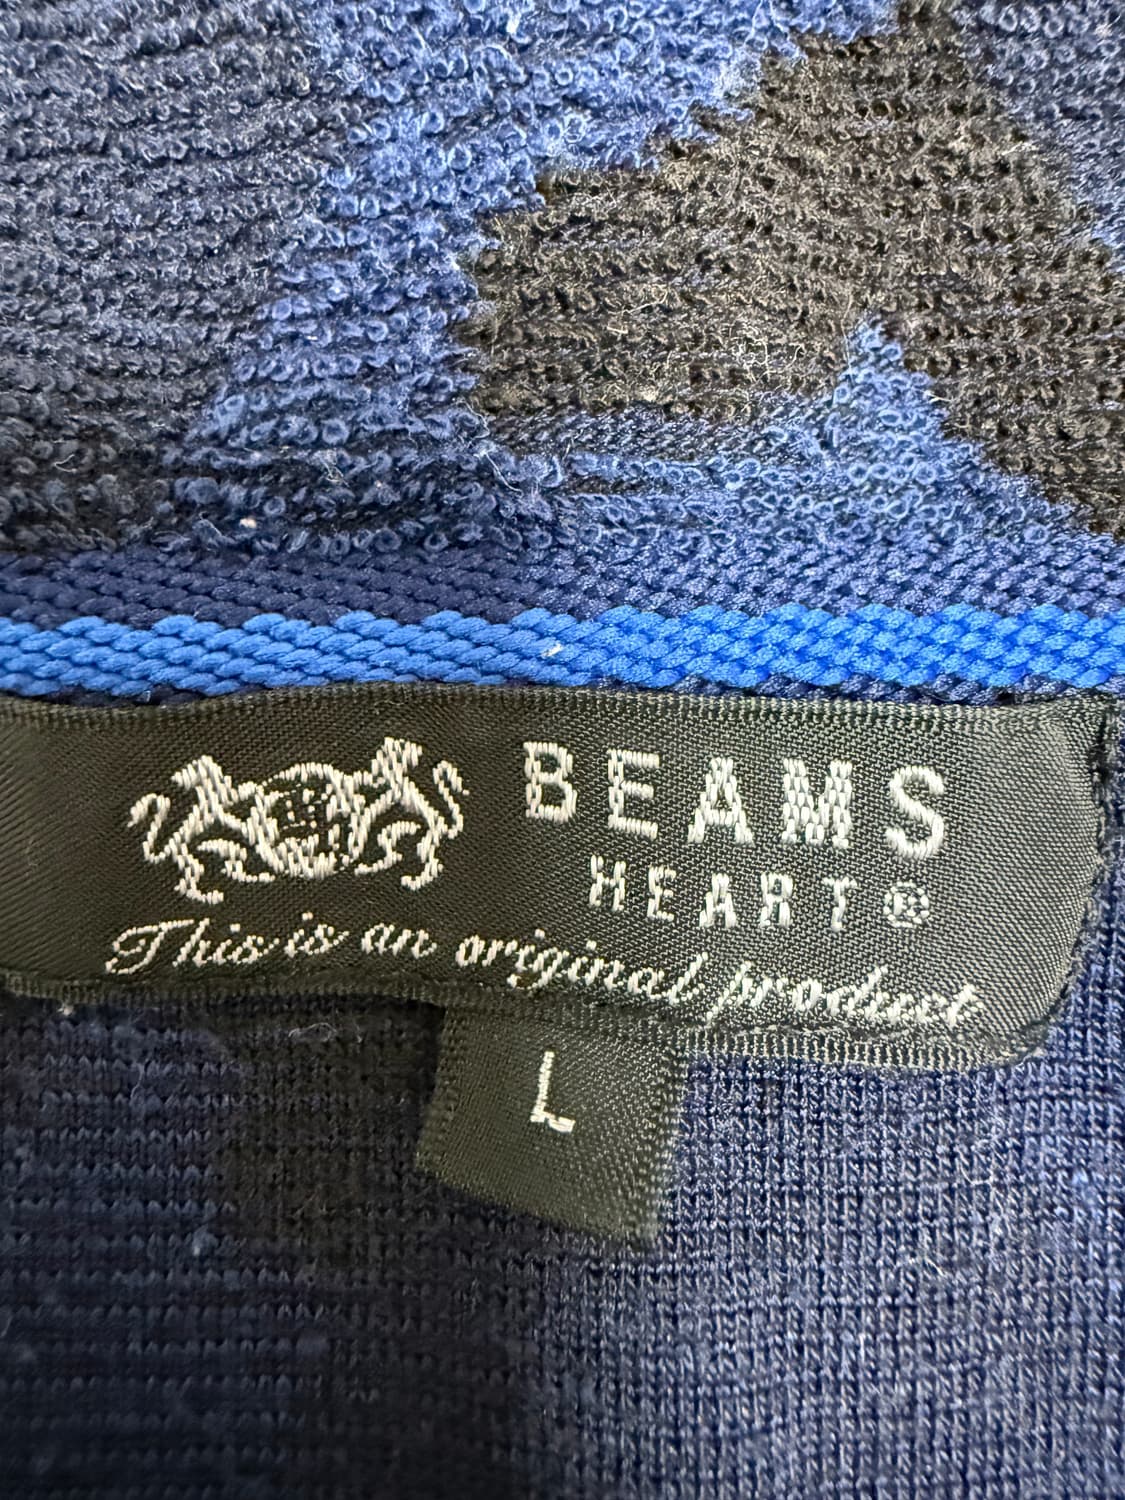 BEAMS
HEART®
This is an original product
L